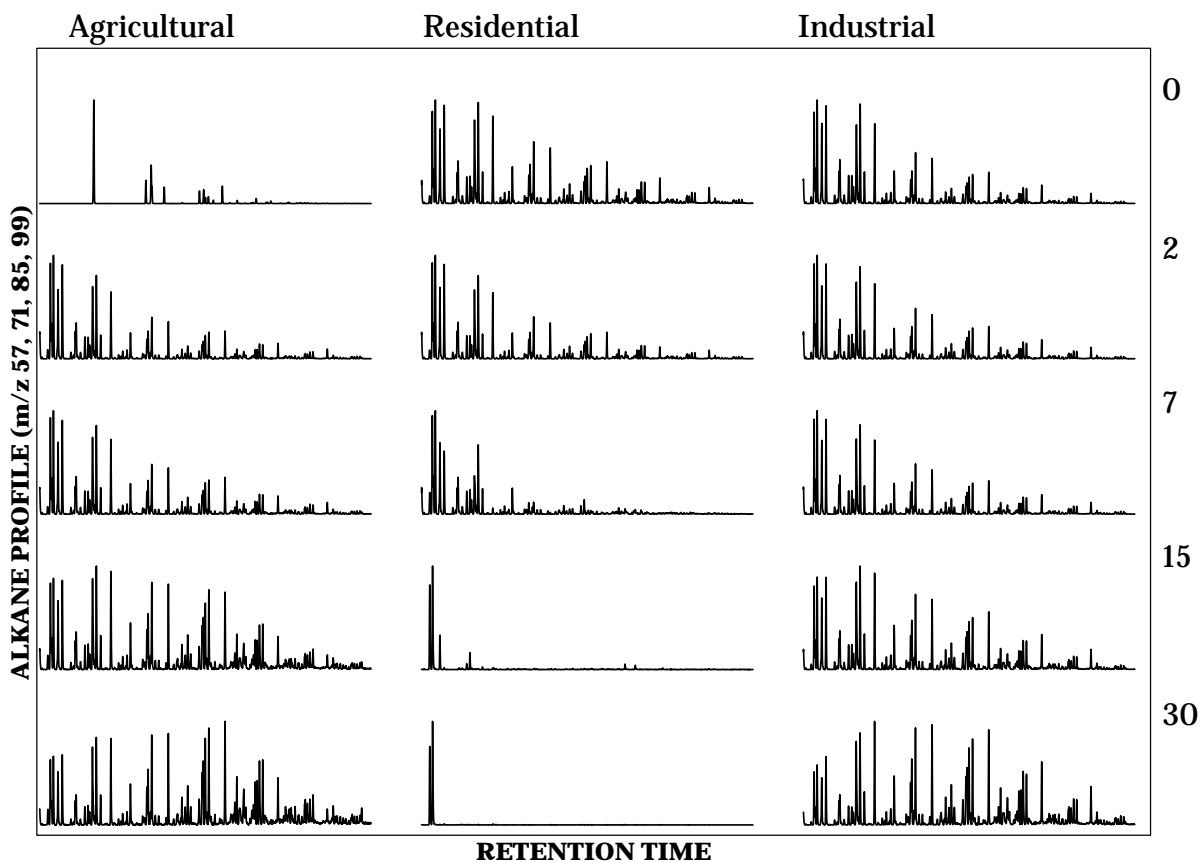 Agricultural
Residential
Industrial
0
2
7
15
30
ALKANE PROFILE (m/z 57, 71, 85, 99)
RETENTION TIME